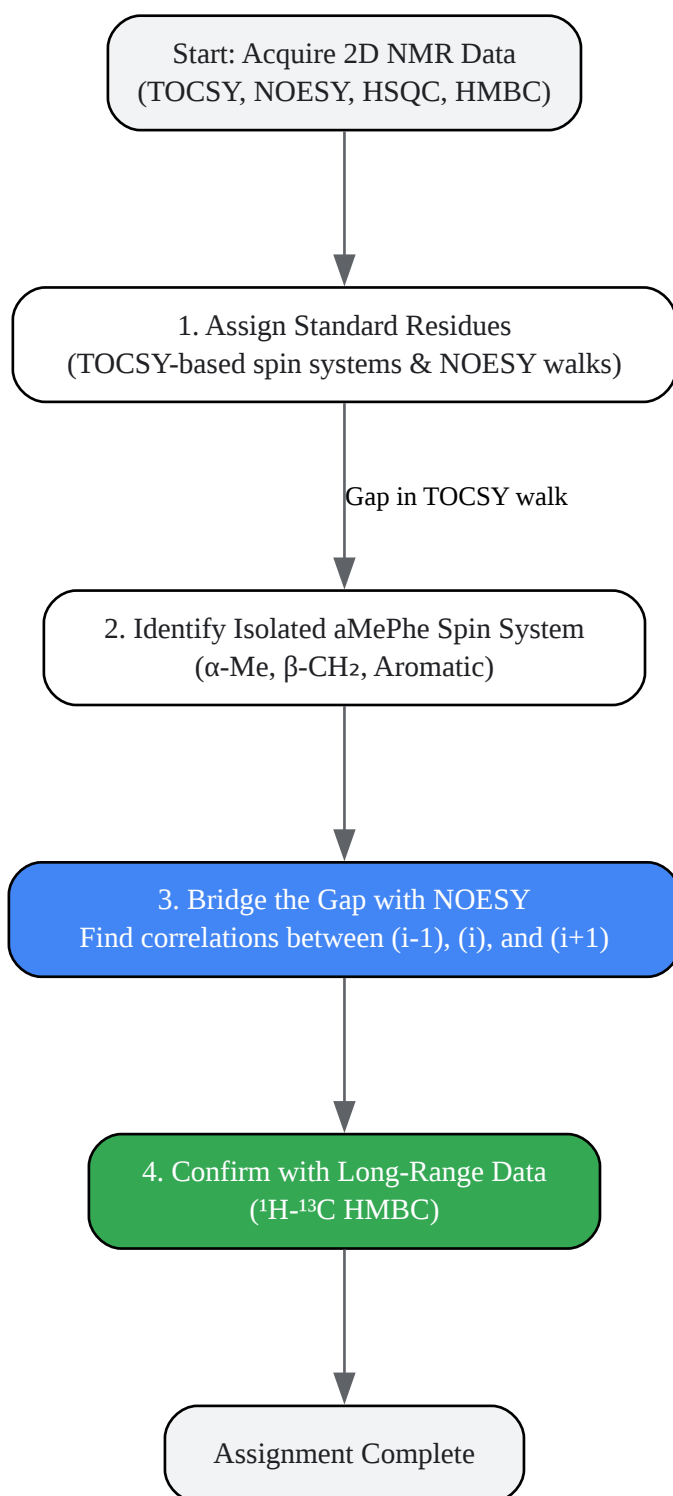 Start: Acquire 2D NMR Data
(TOCSY, NOESY, HSQC, HMBC)
1. Assign Standard Residues
(TOCSY-based spin systems & NOESY walks)
Gap in TOCSY walk
2. Identify Isolated aMePhe Spin System
(α-Me, β-CH₂, Aromatic)
3. Bridge the Gap with NOESY
Find correlations between (i-1), (i), and (i+1)
4. Confirm with Long-Range Data
(¹H-¹³C HMBC)
Assignment Complete